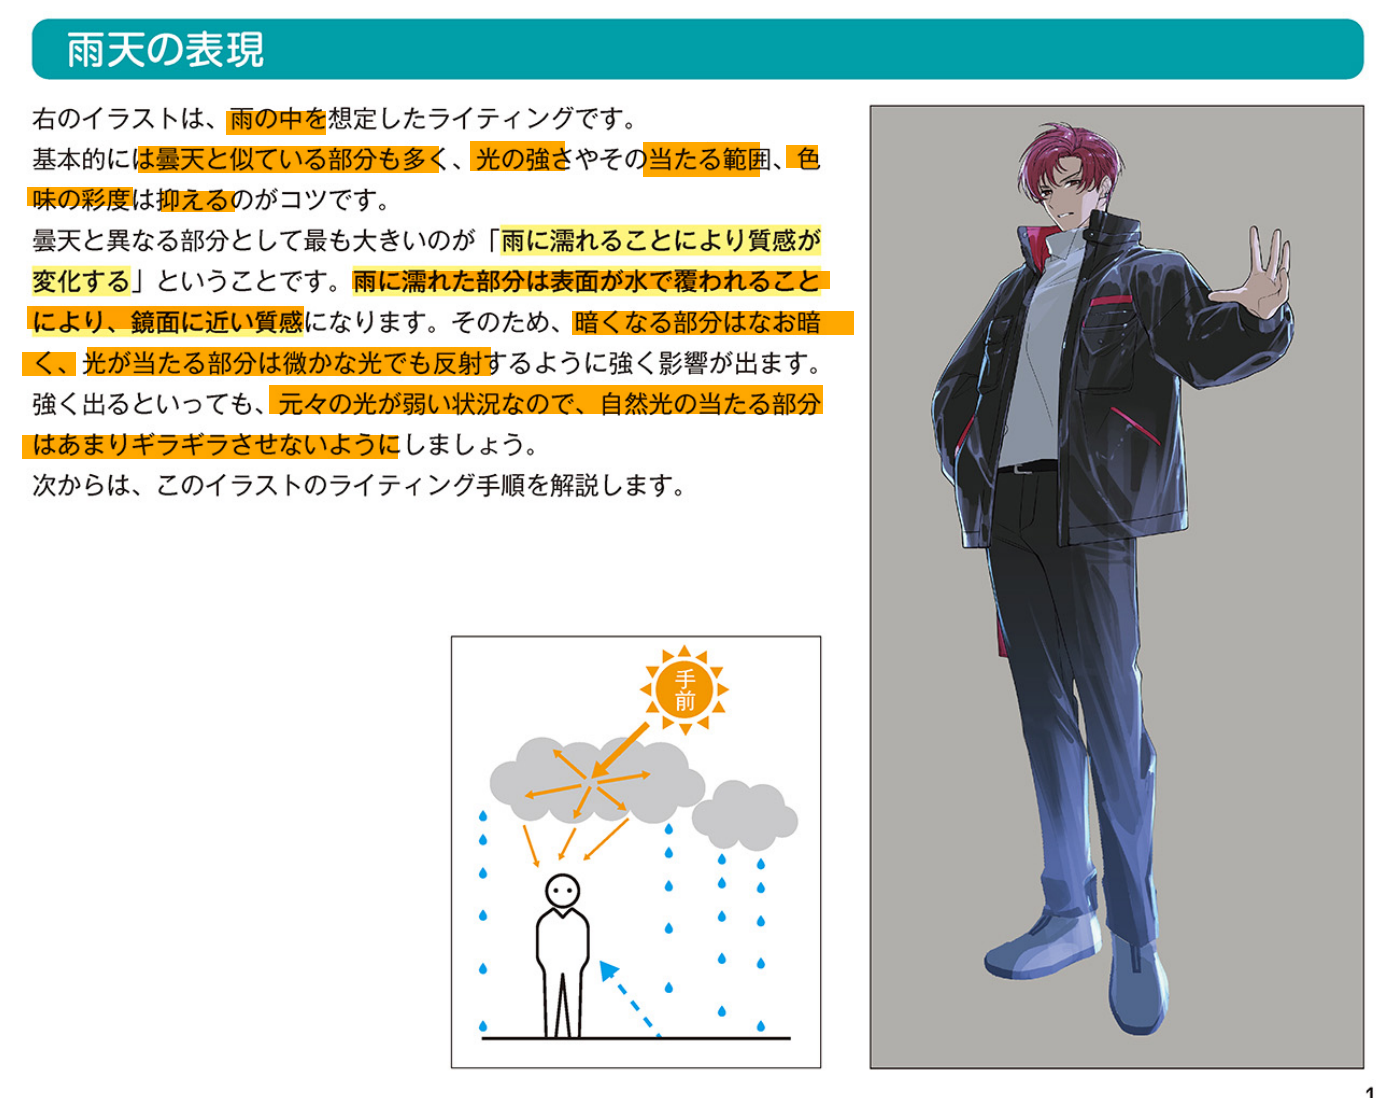 雨天の表現
右のイラストは、雨の中を想定したライティングです。
基本的には曇天と似ている部分も多く、光の強さやその当たる範囲、色
味の彩度は抑えるのがコツです。
曇天と異なる部分として最も大きいのが「雨に濡れることにより質感が
変化する」ということです。雨に濡れた部分は表面が水で覆われること
により、鏡面に近い質感になります。そのため、暗くなる部分はなお暗
く、光が当たる部分は微かな光でも反射するように強く影響が出ます。
強く出るといっても、元々の光が弱い状況なので、自然光の当たる部分
はあまりギラギラさせないようにしましょう。
次からは、このイラストのライティング手順を解説します。
手
前
1